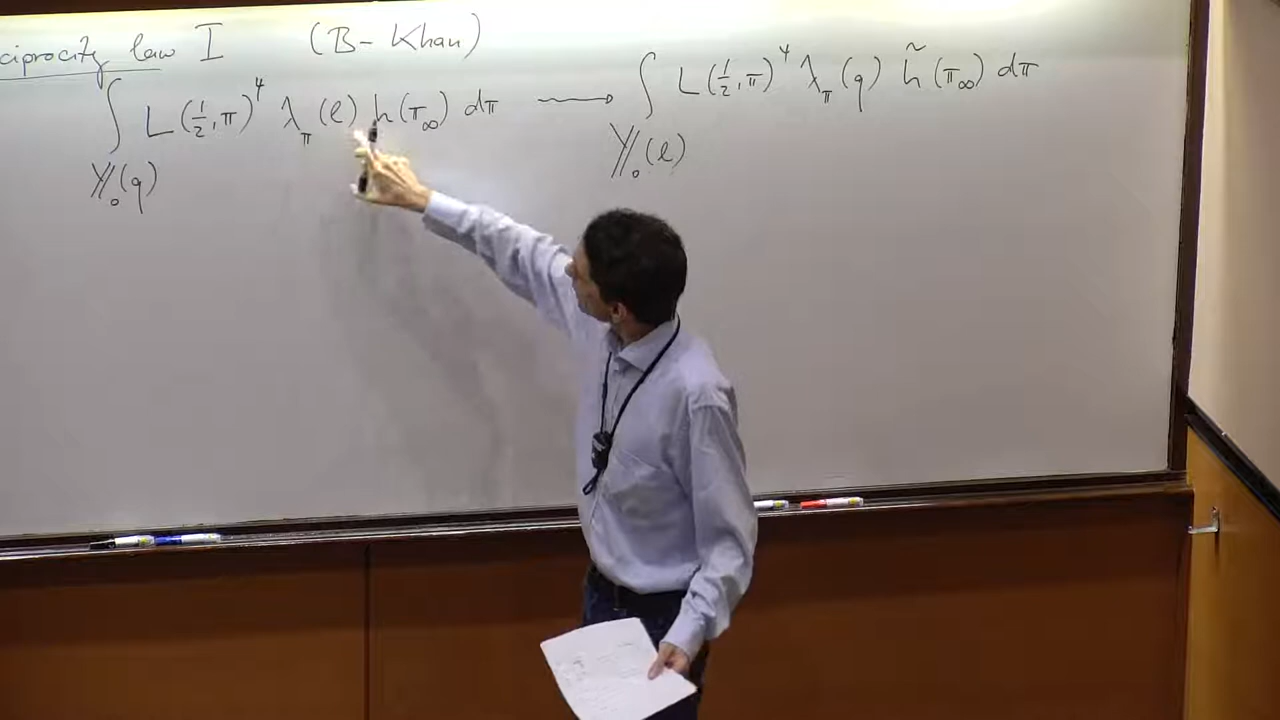 ciprocity law I (B-Khan)
∫ L(½,π)⁴ λ_π(ℓ) h(π_∞) dπ ⟶ ∫ L(½,π)⁴ λ_π(q) h̃(π_∞) dπ
Y₀(q) Y₀(ℓ)